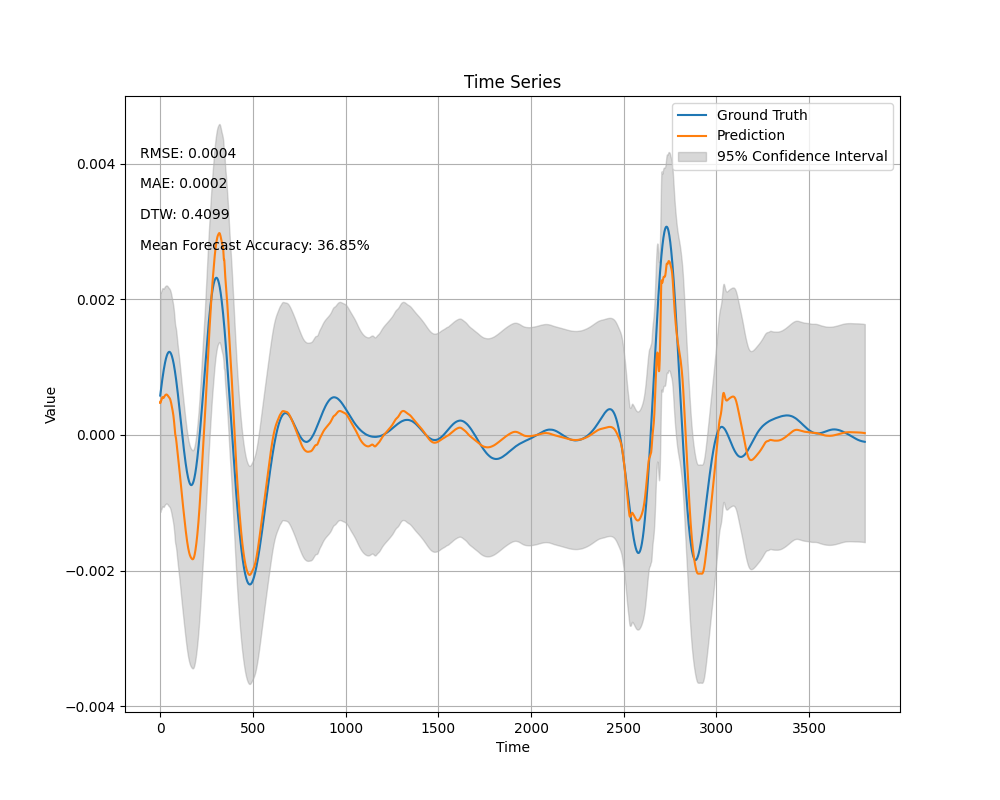 Time Series
Ground Truth
Prediction
95% Confidence Interval
RMSE: 0.0004
MAE: 0.0002
DTW: 0.4099
Mean Forecast Accuracy: 36.85%
Value
0.004
0.002
0.000
−0.002
−0.004
0 500 1000 1500 2000 2500 3000 3500
Time